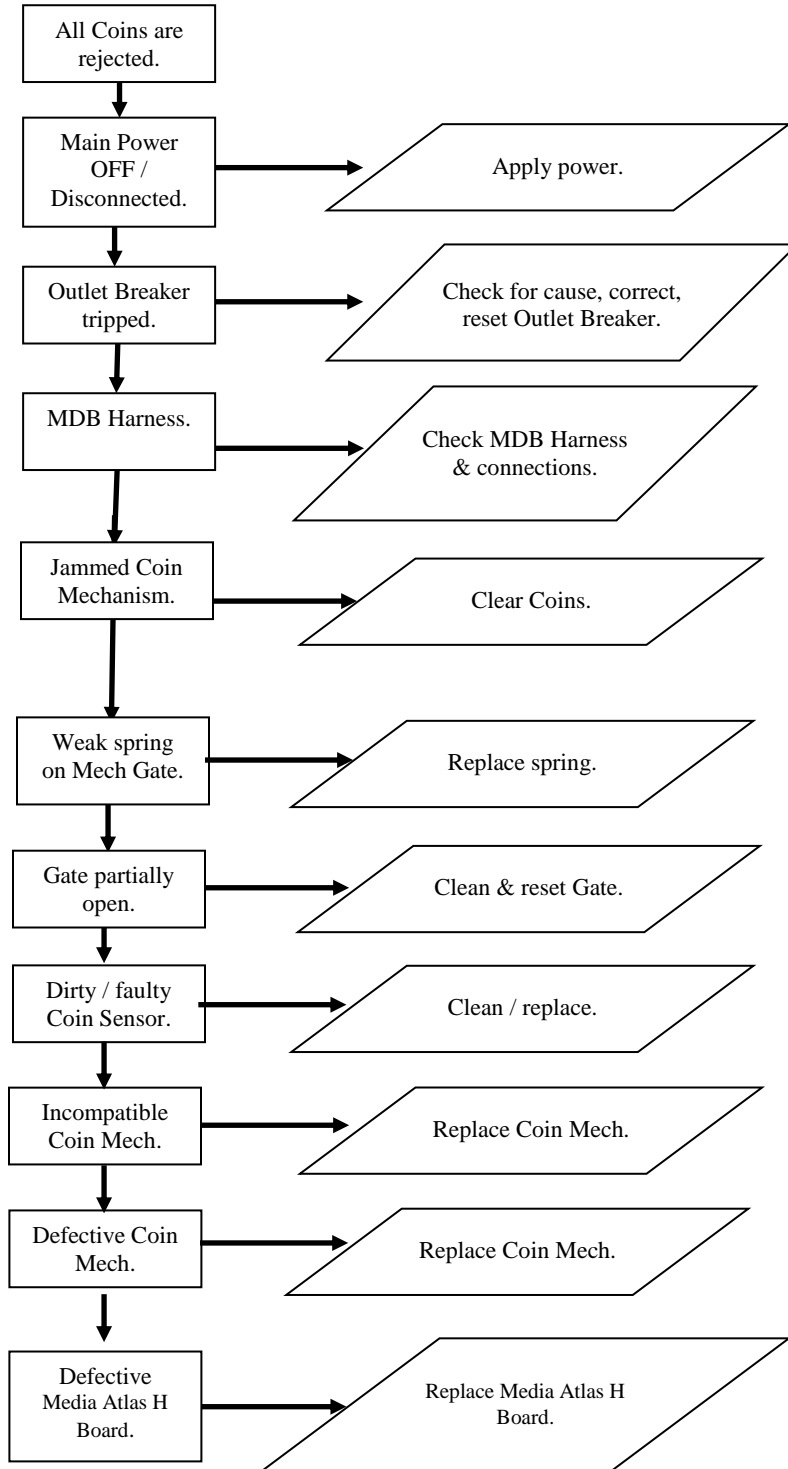 All Coins are
rejected.
Main Power
OFF /
Disconnected.
Apply power.
Outlet Breaker
tripped.
Check for cause, correct,
reset Outlet Breaker.
MDB Harness.
Check MDB Harness
& connections.
Jammed Coin
Mechanism.
Clear Coins.
Weak spring
on Mech Gate.
Replace spring.
Gate partially
open.
Clean & reset Gate.
Dirty / faulty
Coin Sensor.
Clean / replace.
Incompatible
Coin Mech.
Replace Coin Mech.
Defective Coin
Mech.
Replace Coin Mech.
Defective
Media Atlas H
Board.
Replace Media Atlas H
Board.